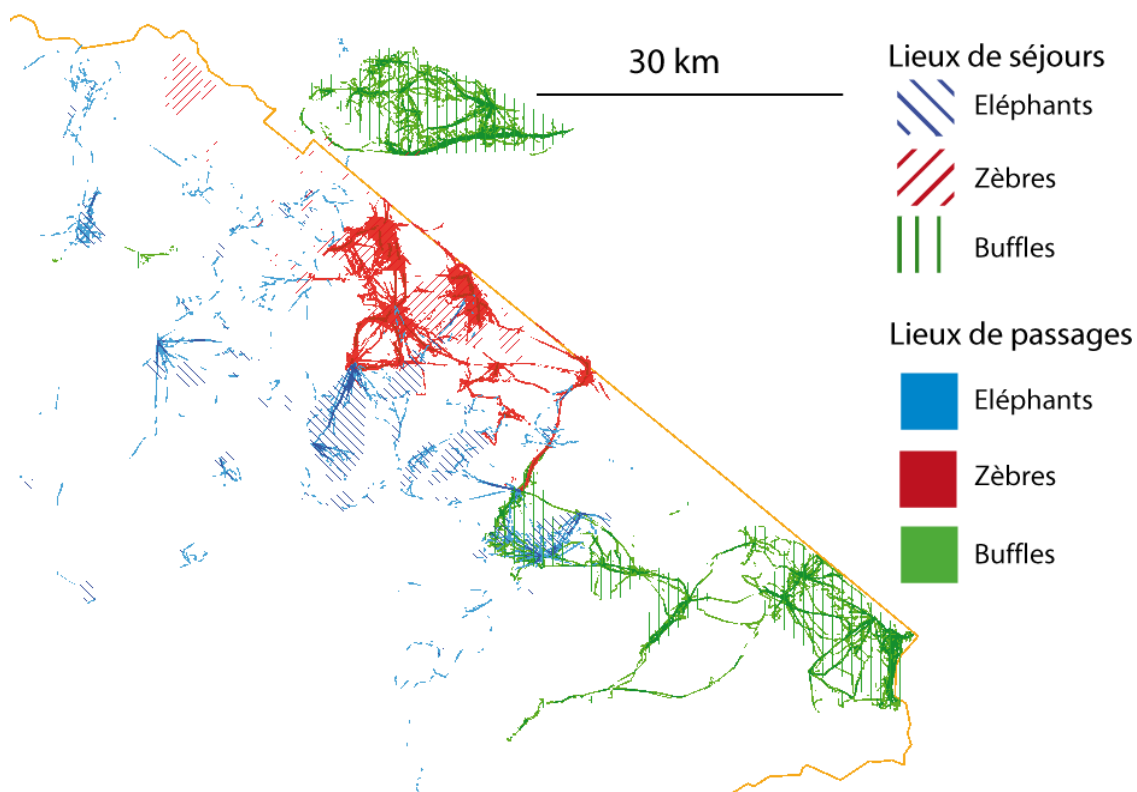 30 km
Lieux de séjours
Eléphants
Zèbres
Buffles
Lieux de passages
Eléphants
Zèbres
Buffles